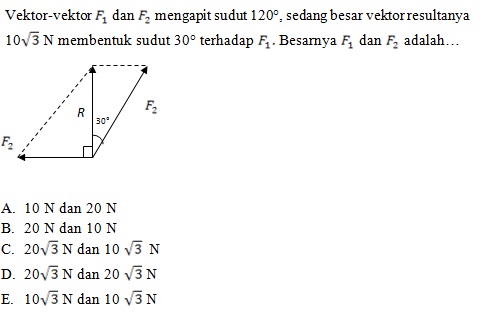 Vektor-vektor F₁ dan F₂ mengapit sudut 120°, sedang besar vektor resultanya
10√3 N membentuk sudut 30° terhadap F₁. Besarnya F₁ dan F₂ adalah...
F₂
R
30°
F₂
A. 10 N dan 20 N
B. 20 N dan 10 N
C. 20√3 N dan 10 √3 N
D. 20√3 N dan 20 √3 N
E. 10√3 N dan 10 √3 N